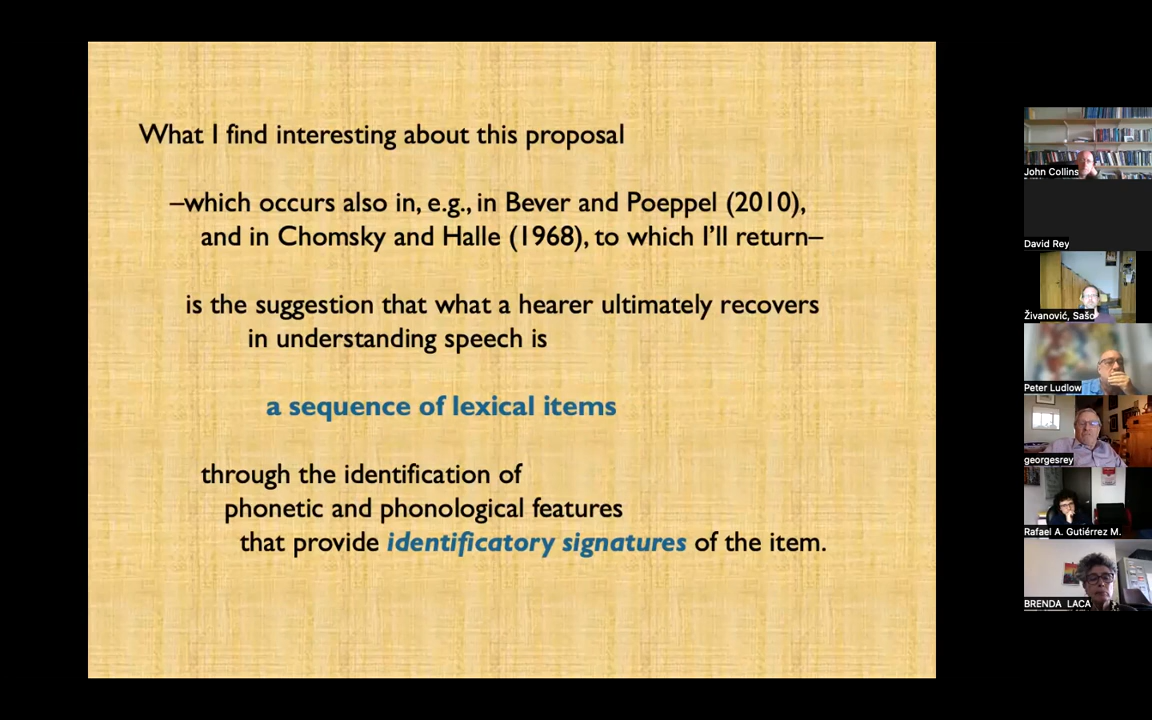 What I find interesting about this proposal
–which occurs also in, e.g., in Bever and Poeppel (2010),
and in Chomsky and Halle (1968), to which I'll return–
is the suggestion that what a hearer ultimately recovers
in understanding speech is
a sequence of lexical items
through the identification of
phonetic and phonological features
that provide identificatory signatures of the item.
John Collins
David Rey
Živanović, Sašo
Peter Ludlow
georgesrey
Rafael A. Gutiérrez M.
BRENDA LACA